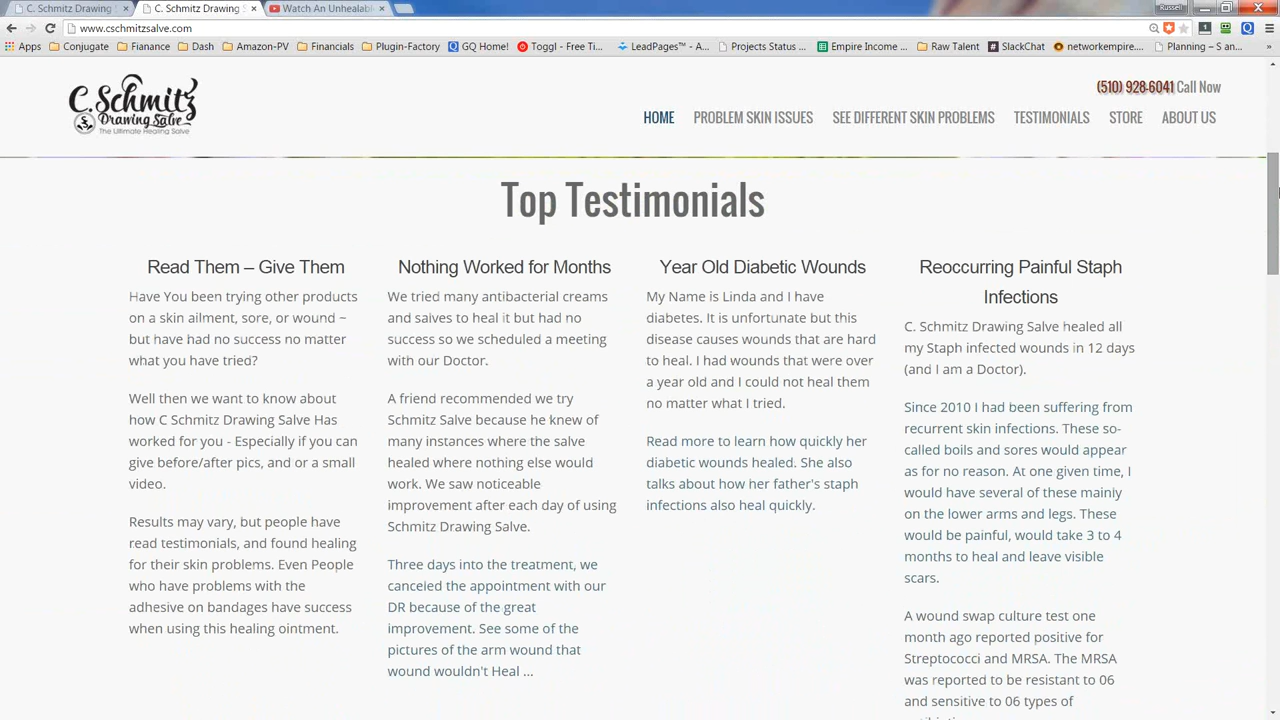 C. Schmitz Drawing
C. Schmitz Drawing S
Watch An Unhealabl
Russell
www.cschmitzsalve.com
Apps
Conjugate
Fianance
Dash
Amazon-PV
Financials
Plugin-Factory
GQ Home!
Toggl - Free Ti...
LeadPages™ - A...
Projects Status ...
Empire Income ...
Raw Talent
SlackChat
networkempire....
Planning – S an...
C. Schmitz
Drawing Salve
The Ultimate Healing Salve
(510) 928-6041 Call Now
HOME
PROBLEM SKIN ISSUES
SEE DIFFERENT SKIN PROBLEMS
TESTIMONIALS
STORE
ABOUT US
Top Testimonials
Read Them – Give Them
Have You been trying other products
on a skin ailment, sore, or wound –
but have had no success no matter
what you have tried?
Well then we want to know about
how C Schmitz Drawing Salve Has
worked for you - Especially if you can
give before/after pics, and or a small
video.
Results may vary, but people have
read testimonials, and found healing
for their skin problems. Even People
who have problems with the
adhesive on bandages have success
when using this healing ointment.
Nothing Worked for Months
We tried many antibacterial creams
and salves to heal it but had no
success so we scheduled a meeting
with our Doctor.
A friend recommended we try
Schmitz Salve because he knew of
many instances where the salve
healed where nothing else would
work. We saw noticeable
improvement after each day of using
Schmitz Drawing Salve.
Three days into the treatment, we
canceled the appointment with our
DR because of the great
improvement. See some of the
pictures of the arm wound that
wound wouldn't Heal ...
Year Old Diabetic Wounds
My Name is Linda and I have
diabetes. It is unfortunate but this
disease causes wounds that are hard
to heal. I had wounds that were over
a year old and I could not heal them
no matter what I tried.
Read more to learn how quickly her
diabetic wounds healed. She also
talks about how her father's staph
infections also heal quickly.
Reoccurring Painful Staph
Infections
C. Schmitz Drawing Salve healed all
my Staph infected wounds in 12 days
(and I am a Doctor).
Since 2010 I had been suffering from
recurrent skin infections. These so-
called boils and sores would appear
as for no reason. At one given time, I
would have several of these mainly
on the lower arms and legs. These
would be painful, would take 3 to 4
months to heal and leave visible
scars.
A wound swap culture test one
month ago reported positive for
Streptococci and MRSA. The MRSA
was reported to be resistant to 06
and sensitive to 06 types of